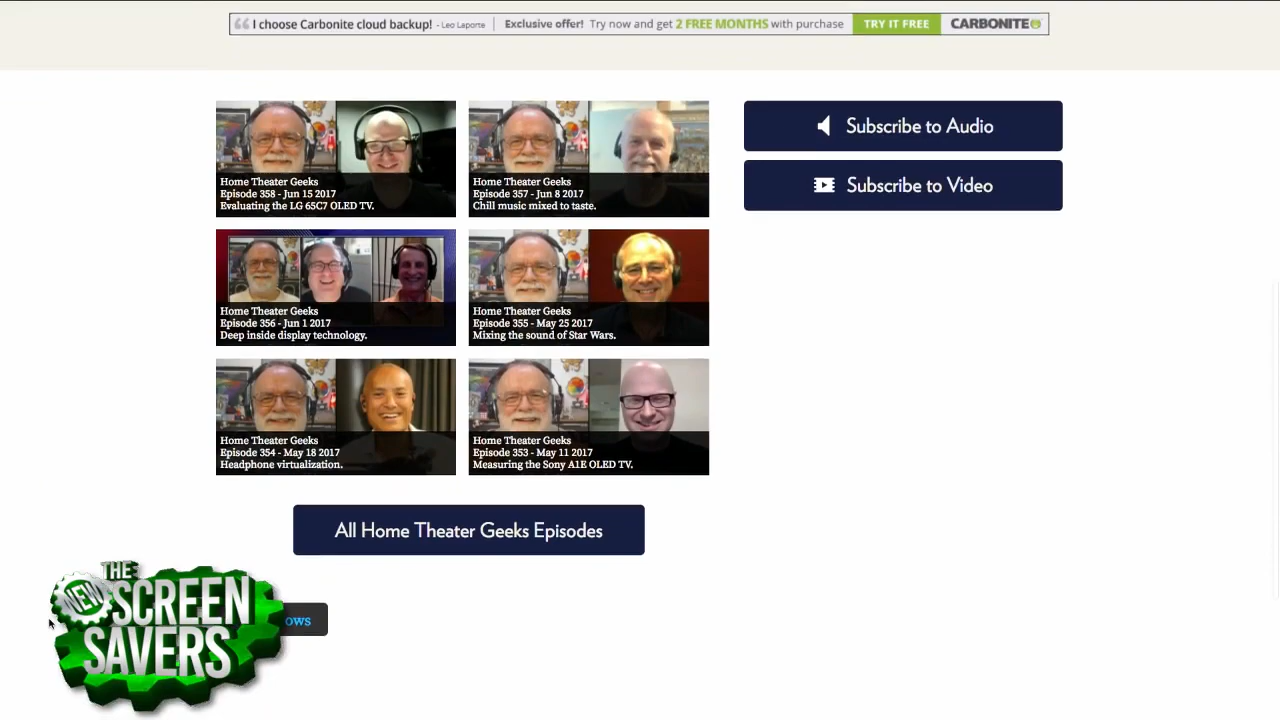 I choose Carbonite cloud backup! - Leo Laporte
Exclusive offer! Try now and get 2 FREE MONTHS with purchase
TRY IT FREE
CARBONITE
Subscribe to Audio
Subscribe to Video
Home Theater Geeks
Episode 358 - Jun 15 2017
Evaluating the LG 65C7 OLED TV.
Home Theater Geeks
Episode 357 - Jun 8 2017
Chill music mixed to taste.
Home Theater Geeks
Episode 356 - Jun 1 2017
Deep inside display technology.
Home Theater Geeks
Episode 355 - May 25 2017
Mixing the sound of Star Wars.
Home Theater Geeks
Episode 354 - May 18 2017
Headphone virtualization.
Home Theater Geeks
Episode 353 - May 11 2017
Measuring the Sony A1E OLED TV.
All Home Theater Geeks Episodes
THE
NEW
SCREEN
SAVERS
ows